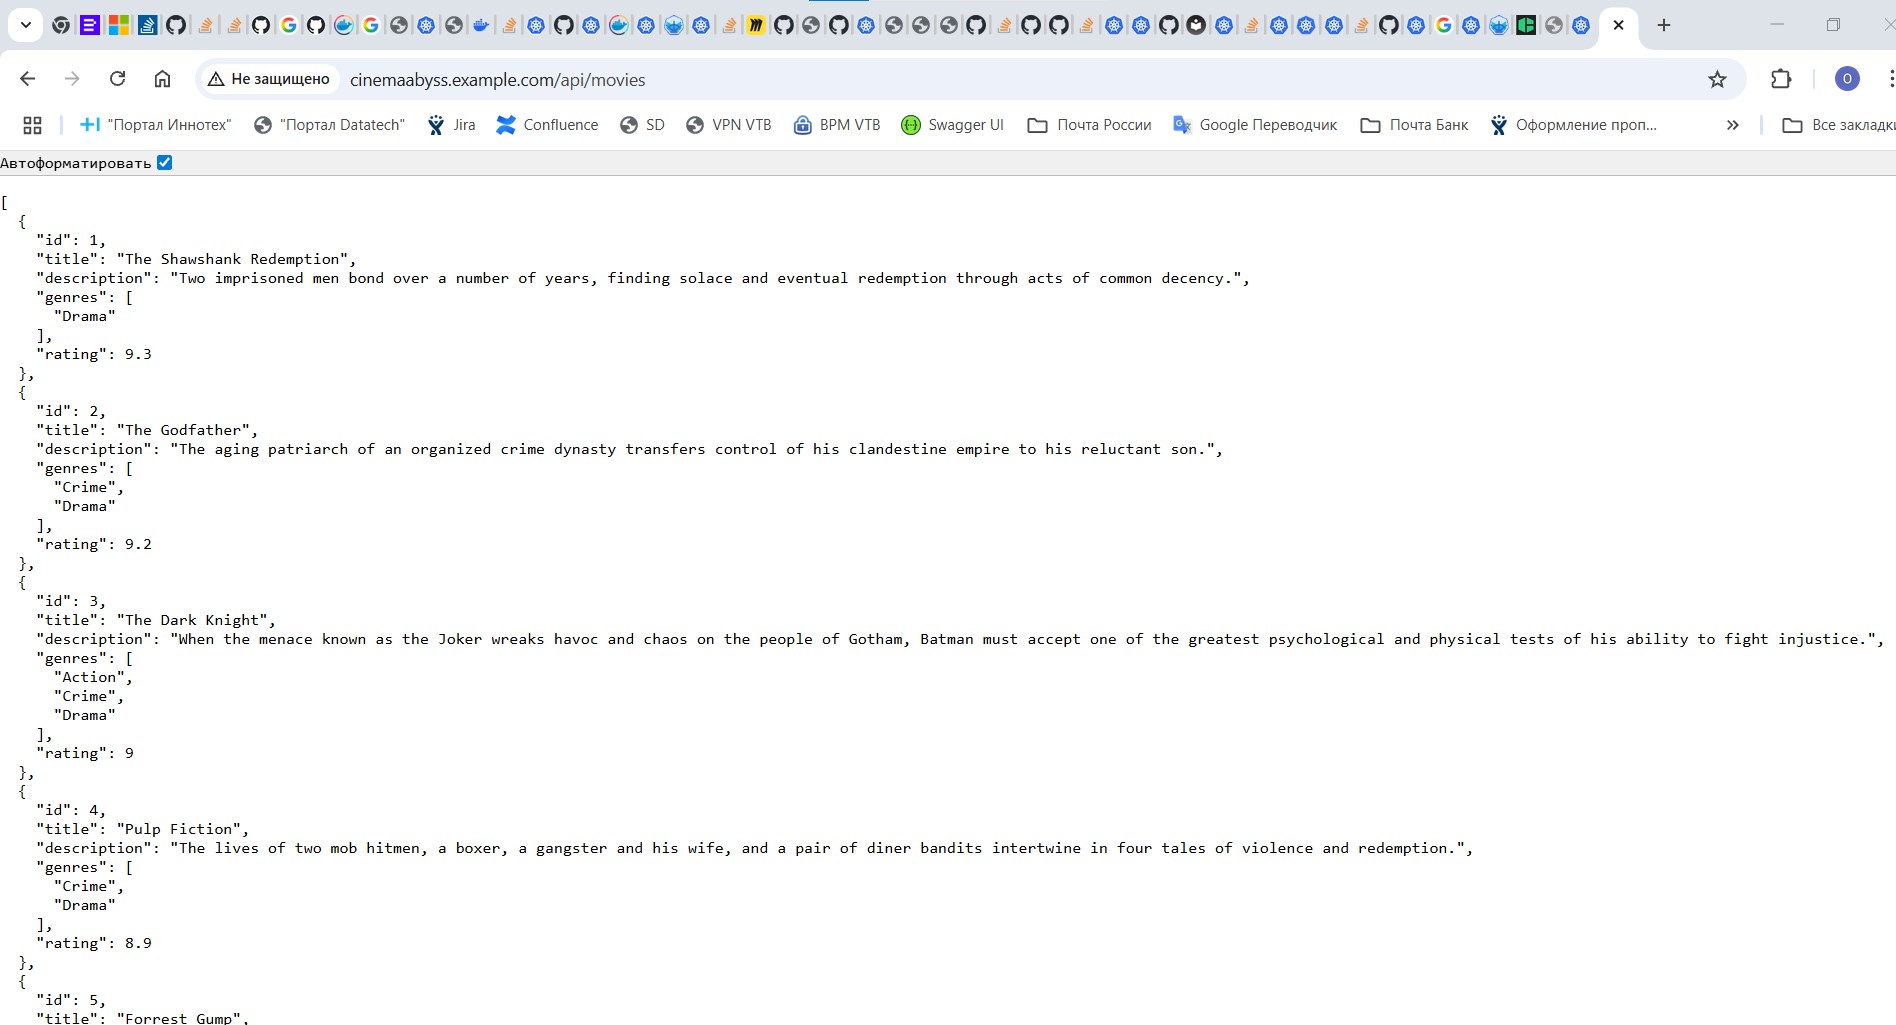 Не защищено cinemaabyss.example.com/api/movies O
"Портал Иннотех" "Портал Datatech" Jira Confluence SD VPN VTB BPM VTB Swagger UI Почта России Google Переводчик Почта Банк Оформление проп... » Все закладки
Автоформатировать
[
{
"id": 1,
"title": "The Shawshank Redemption",
"description": "Two imprisoned men bond over a number of years, finding solace and eventual redemption through acts of common decency.",
"genres": [
"Drama"
],
"rating": 9.3
},
{
"id": 2,
"title": "The Godfather",
"description": "The aging patriarch of an organized crime dynasty transfers control of his clandestine empire to his reluctant son.",
"genres": [
"Crime",
"Drama"
],
"rating": 9.2
},
{
"id": 3,
"title": "The Dark Knight",
"description": "When the menace known as the Joker wreaks havoc and chaos on the people of Gotham, Batman must accept one of the greatest psychological and physical tests of his ability to fight injustice.",
"genres": [
"Action",
"Crime",
"Drama"
],
"rating": 9
},
{
"id": 4,
"title": "Pulp Fiction",
"description": "The lives of two mob hitmen, a boxer, a gangster and his wife, and a pair of diner bandits intertwine in four tales of violence and redemption.",
"genres": [
"Crime",
"Drama"
],
"rating": 8.9
},
{
"id": 5,
"title": "Forrest Gump",